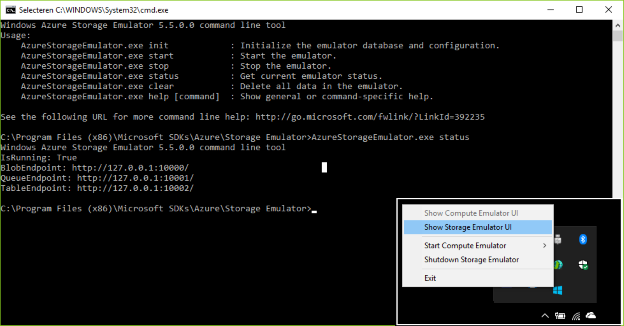 Selecteren C:\WINDOWS\System32\cmd.exe
Windows Azure Storage Emulator 5.5.0.0 command line tool
Usage:
AzureStorageEmulator.exe init : Initialize the emulator database and configuration.
AzureStorageEmulator.exe start : Start the emulator.
AzureStorageEmulator.exe stop : Stop the emulator.
AzureStorageEmulator.exe status : Get current emulator status.
AzureStorageEmulator.exe clear : Delete all data in the emulator.
AzureStorageEmulator.exe help [command] : Show general or command-specific help.
See the following URL for more command line help: http://go.microsoft.com/fwlink/?LinkId=392235
C:\Program Files (x86)\Microsoft SDKs\Azure\Storage Emulator>AzureStorageEmulator.exe status
Windows Azure Storage Emulator 5.5.0.0 command line tool
IsRunning: True
BlobEndpoint: http://127.0.0.1:10000/
QueueEndpoint: http://127.0.0.1:10001/
TableEndpoint: http://127.0.0.1:10002/
C:\Program Files (x86)\Microsoft SDKs\Azure\Storage Emulator>_
Show Compute Emulator UI
Show Storage Emulator UI
Start Compute Emulator
Shutdown Storage Emulator
Exit